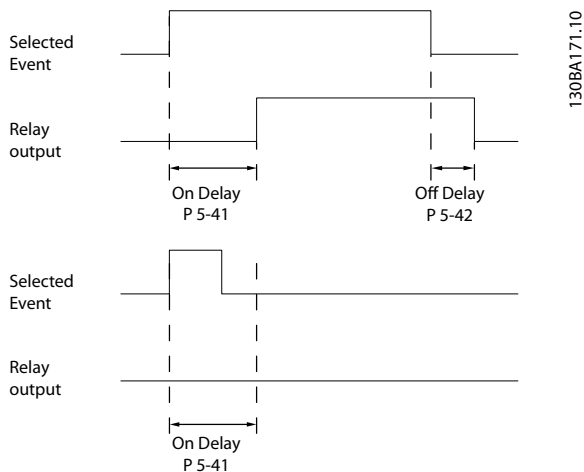 Selected
Event
Relay
output
On Delay
P 5-41
Off Delay
P 5-42
Selected
Event
Relay
output
On Delay
P 5-41
130BA171.10